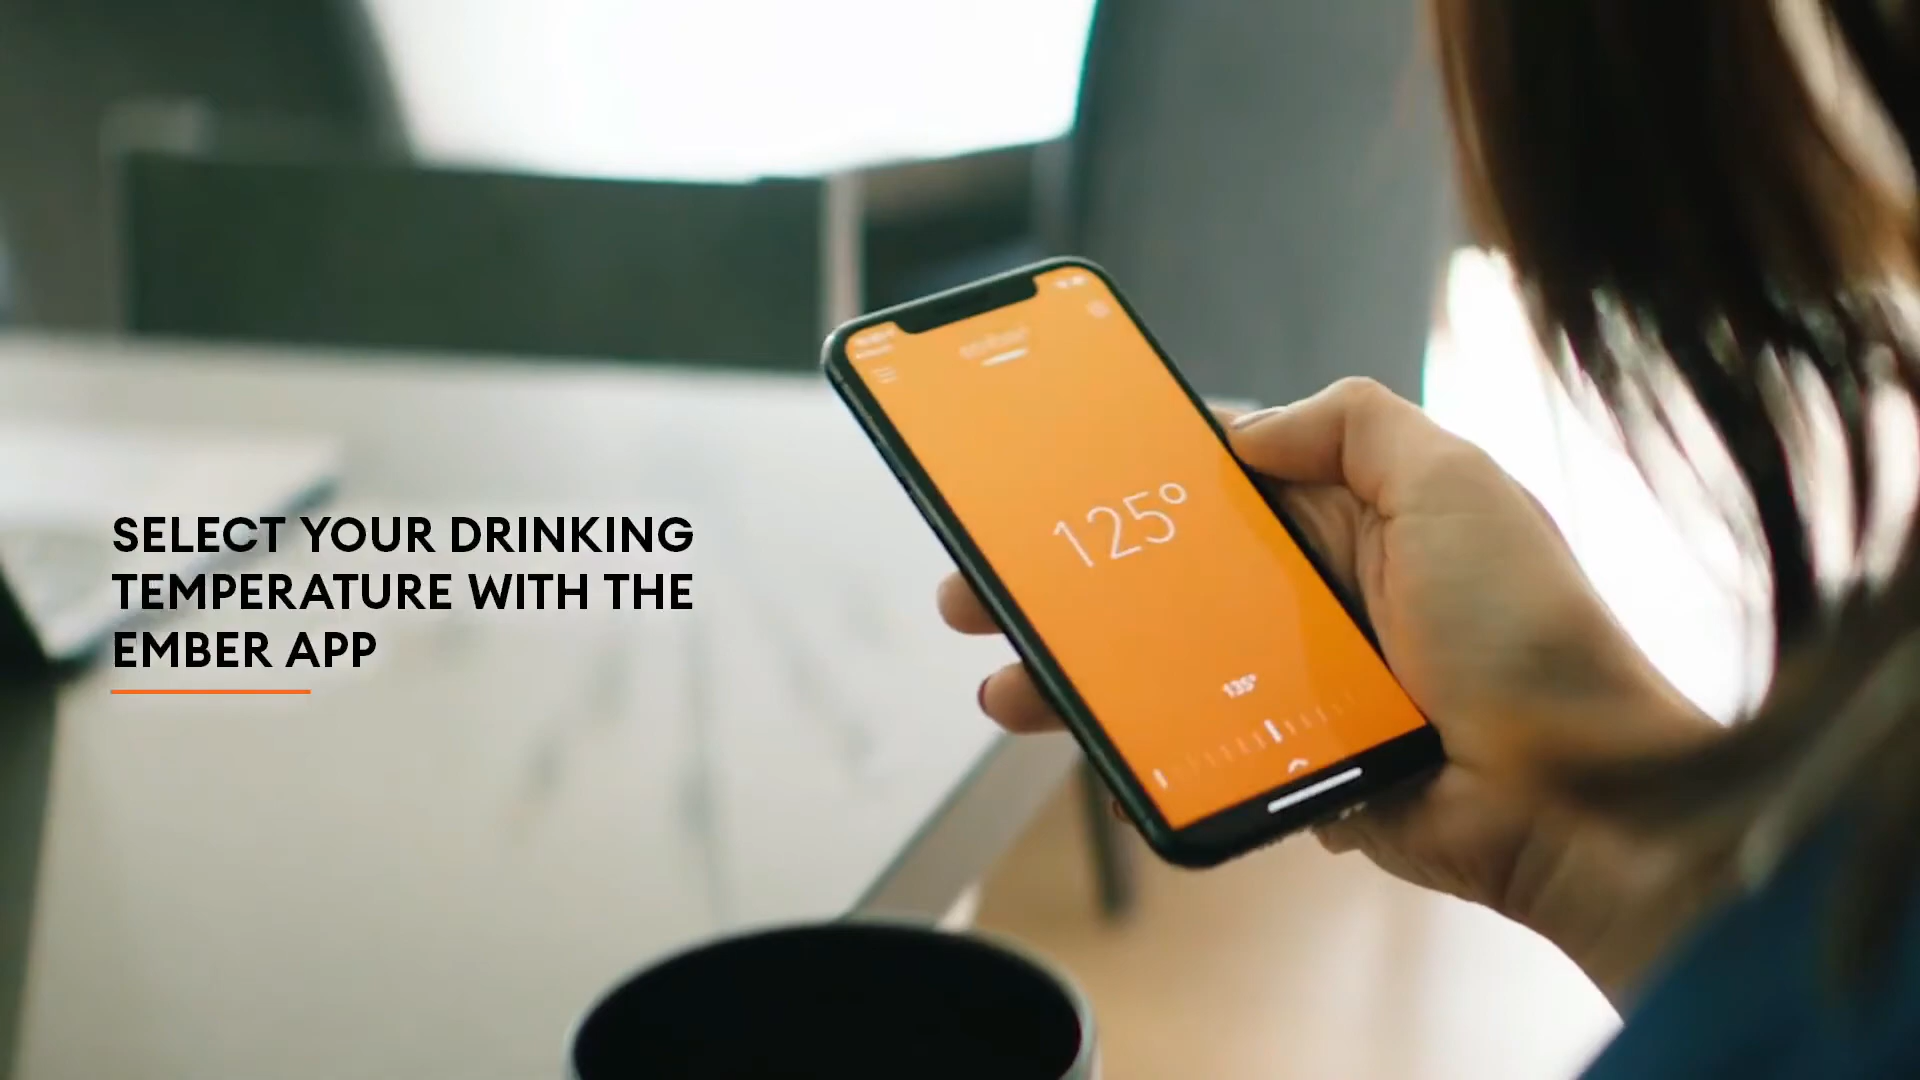 SELECT YOUR DRINKING
TEMPERATURE WITH THE
EMBER APP
125°
135°